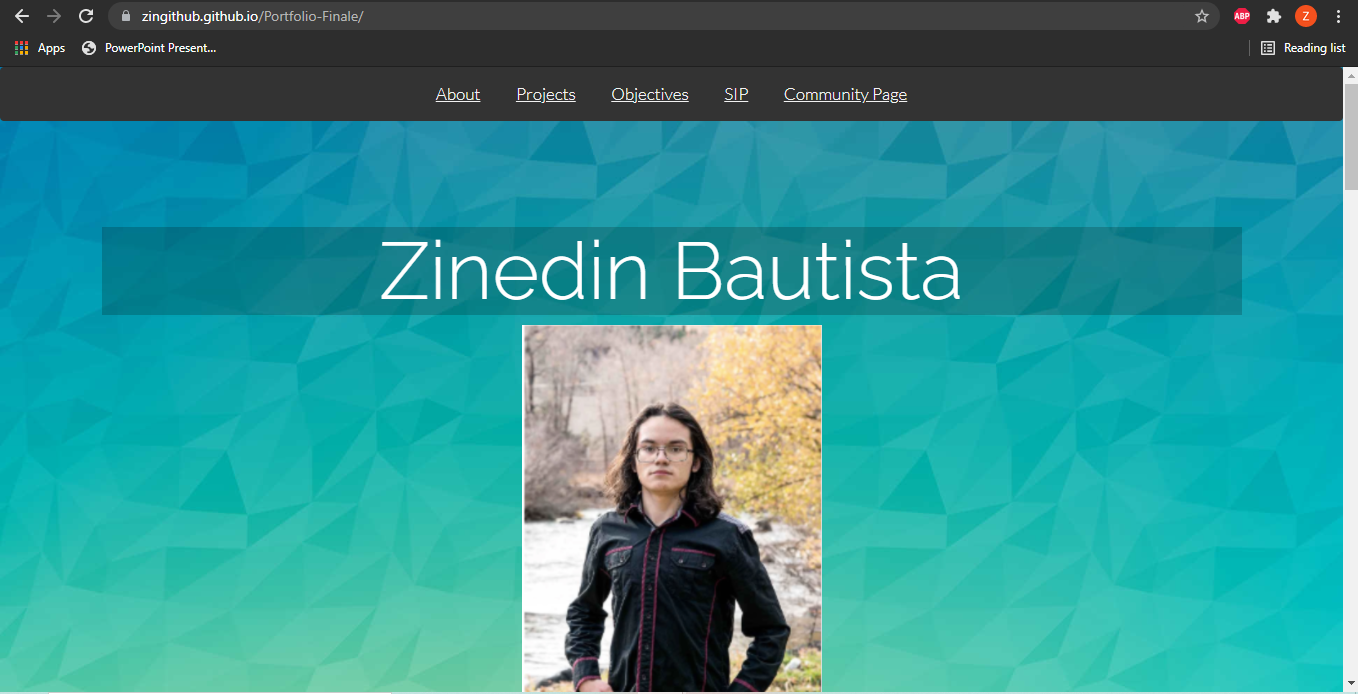 zingithub.github.io/Portfolio-Finale/
ABP
Z
Apps
PowerPoint Present...
Reading list
About Projects Objectives SIP Community Page
Zinedin Bautista